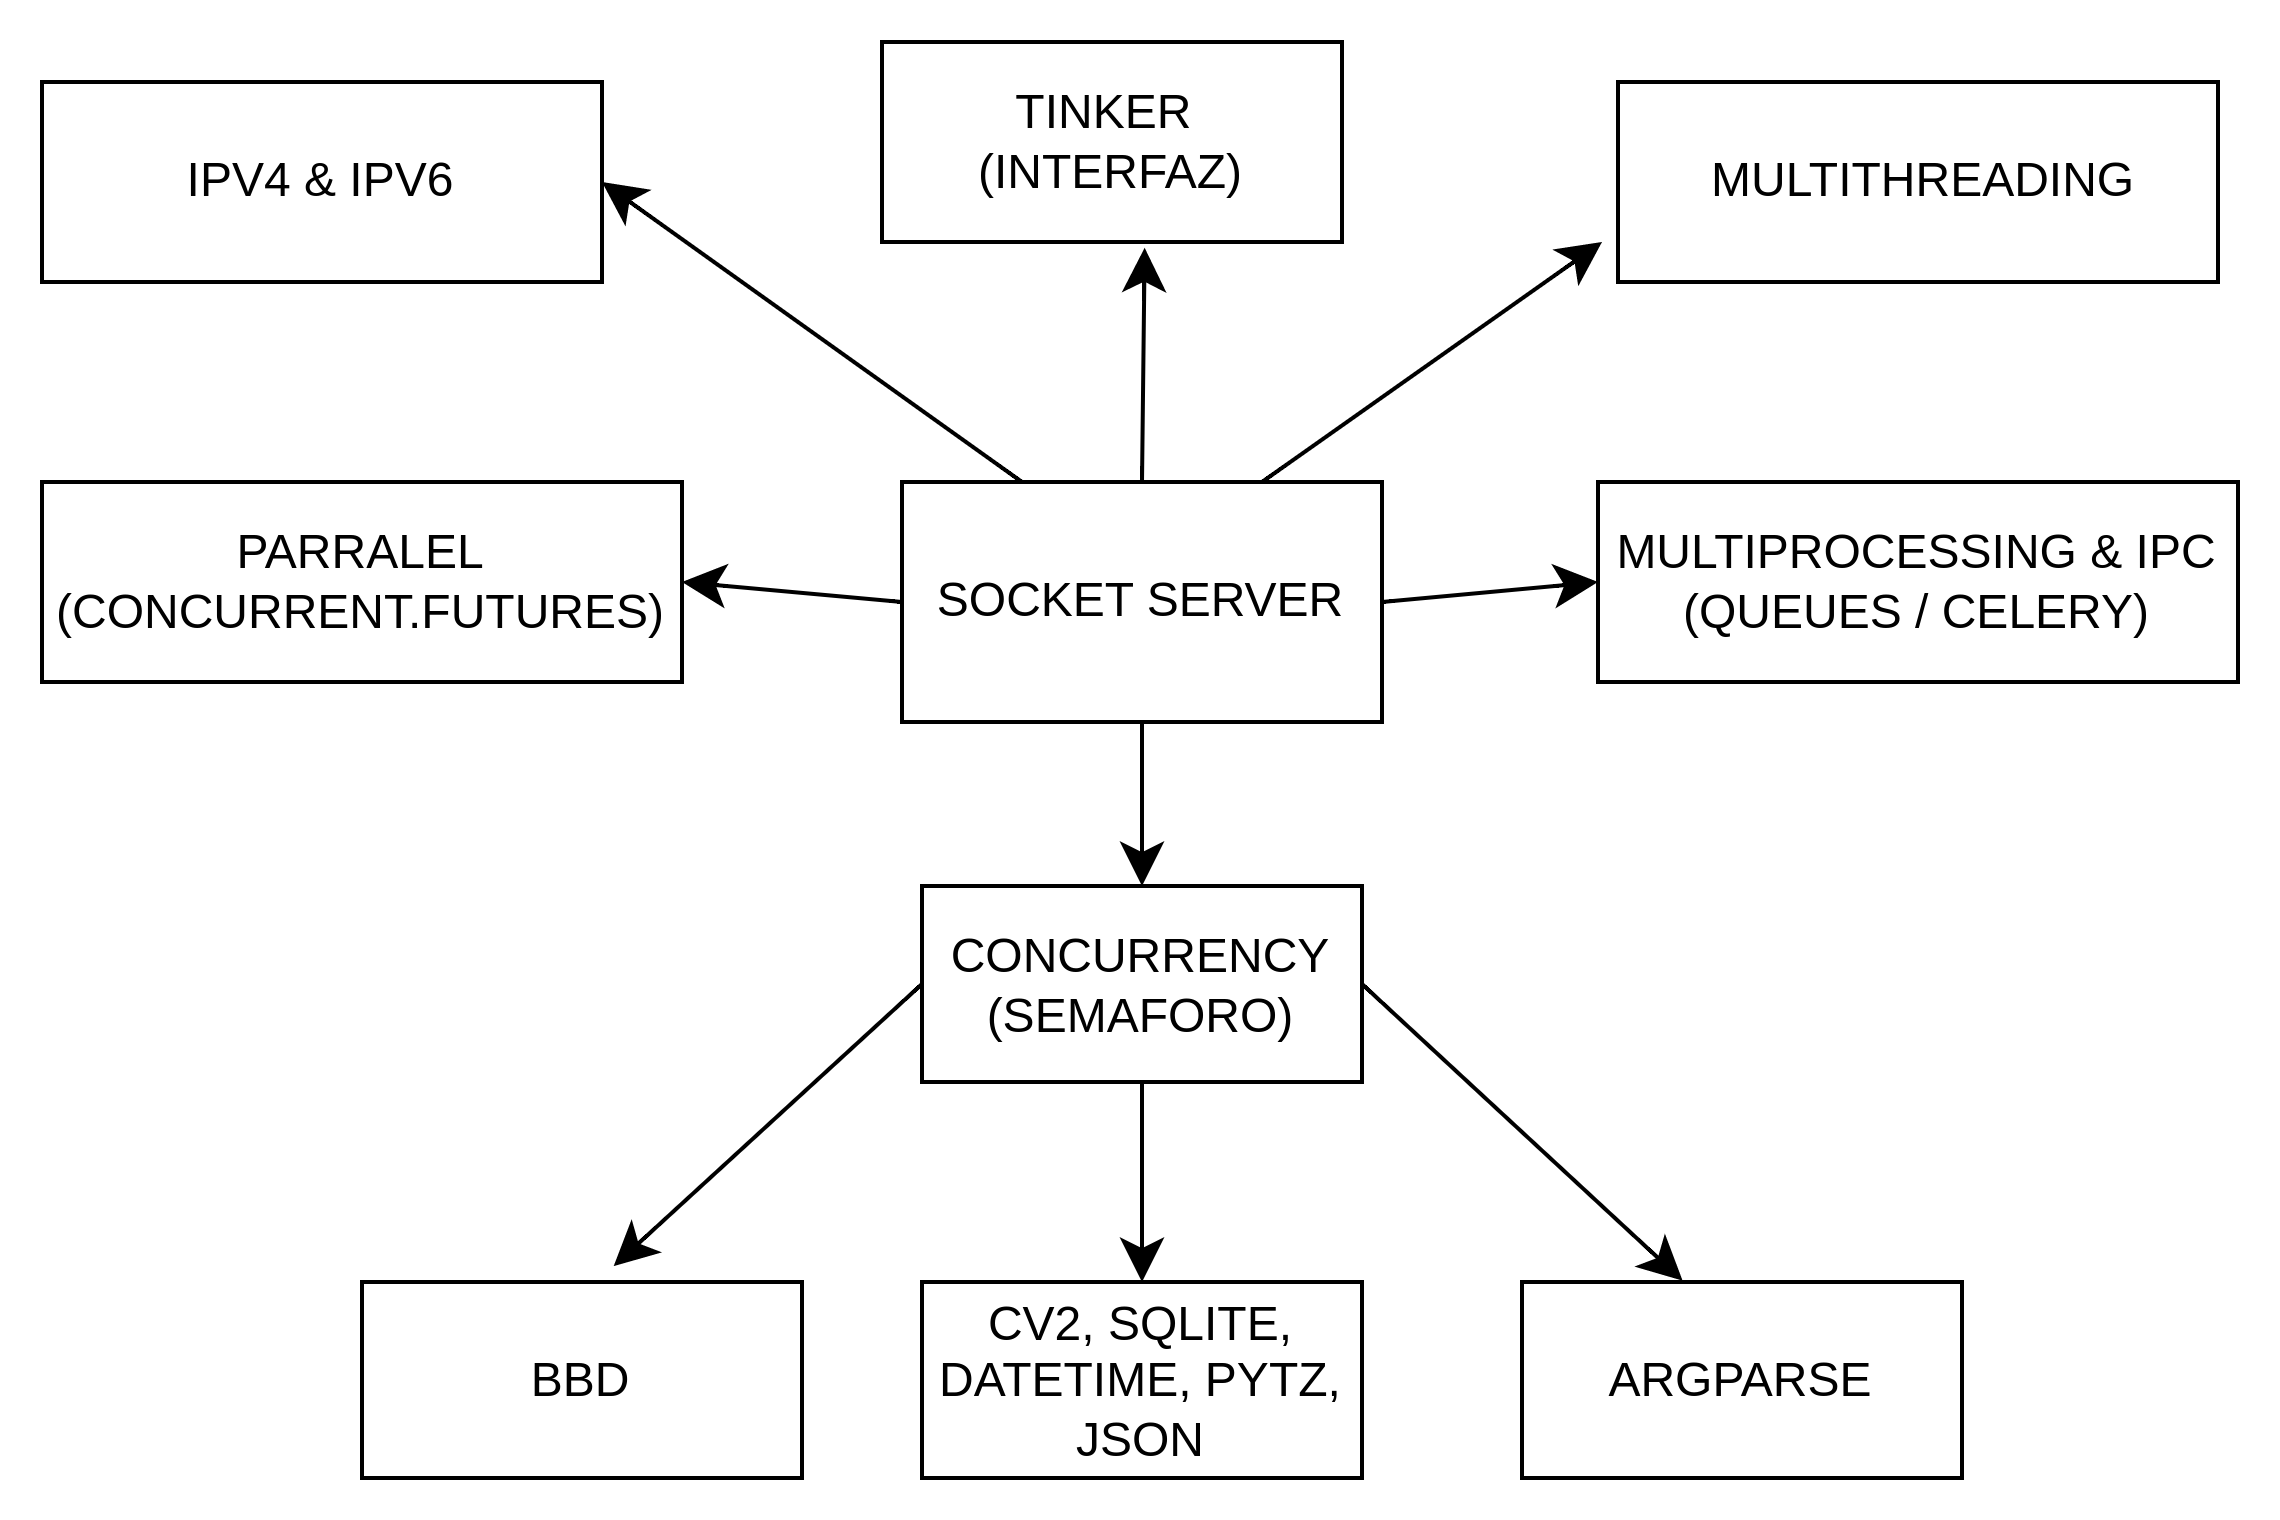 TINKER
(INTERFAZ)
IPV4 & IPV6
MULTITHREADING
PARRALEL
(CONCURRENT.FUTURES)
SOCKET SERVER
MULTIPROCESSING & IPC
(QUEUES / CELERY)
CONCURRENCY
(SEMAFORO)
BBD
CV2, SQLITE,
DATETIME, PYTZ,
JSON
ARGPARSE